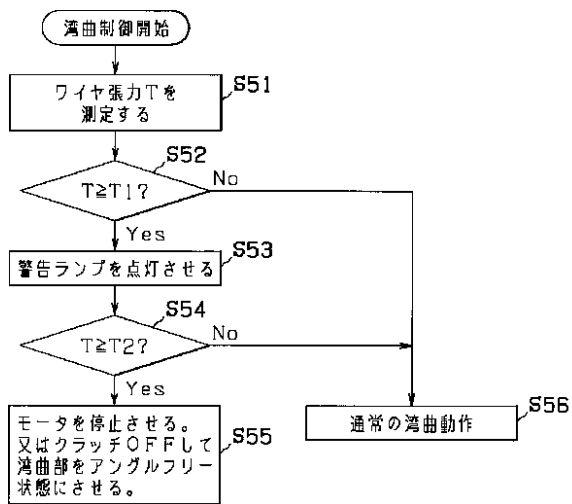 湾曲制御開始
S51
ワイヤ張力Tを
測定する
S52
T≧T1?
No
Yes
S53
警告ランプを点灯させる
S54
T≧T2?
No
Yes
モータを停止させる。
又はクラッチOFFして
湾曲部をアングルフリー
状態にさせる。
S55
通常の湾曲動作
S56